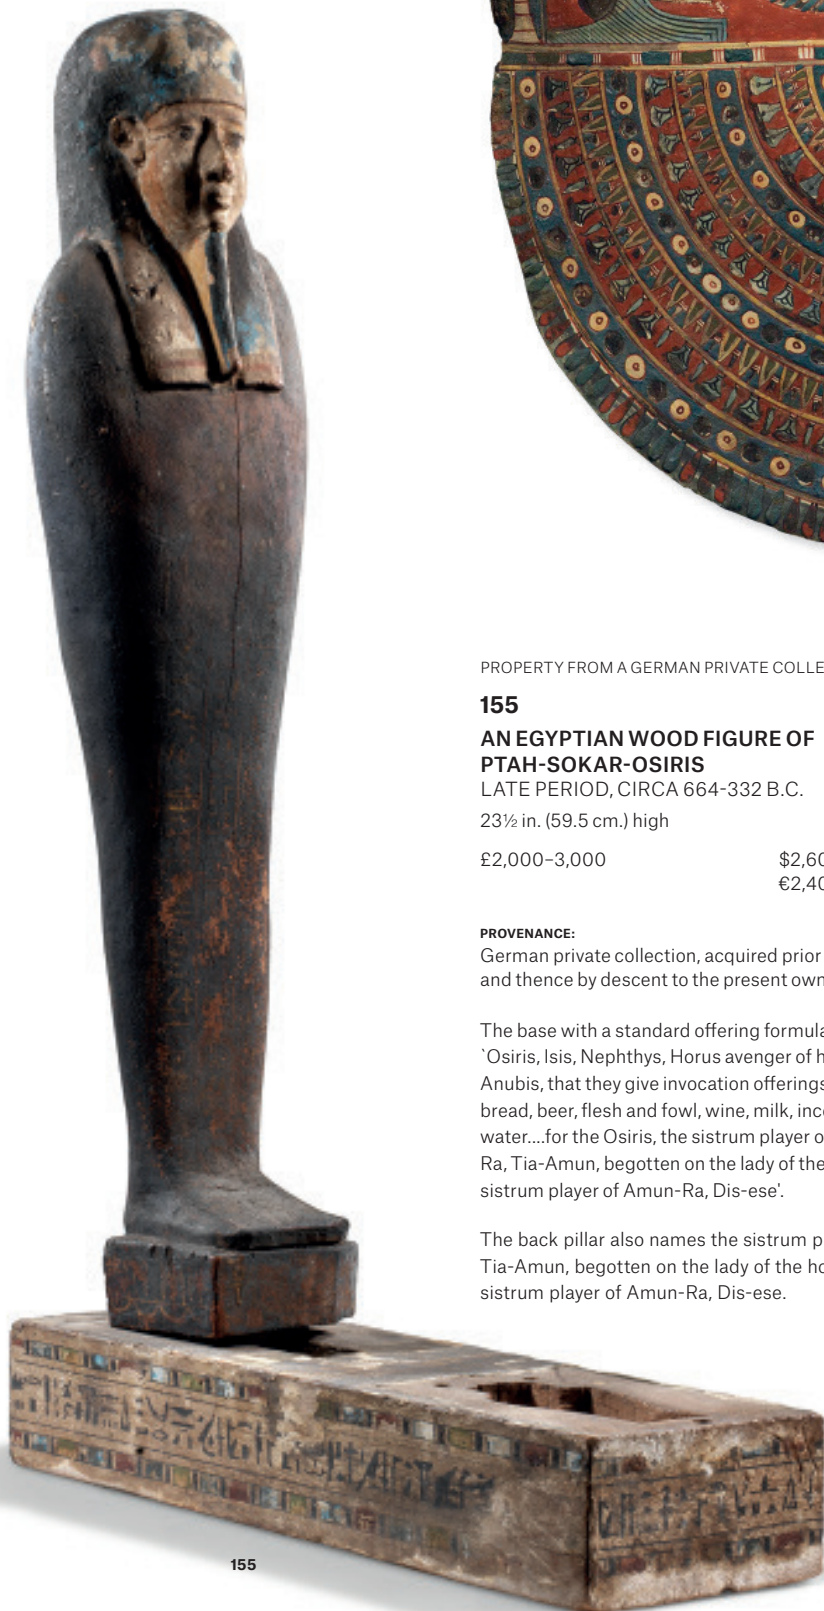 PROPERTY FROM A GERMAN PRIVATE COLLE
155
AN EGYPTIAN WOOD FIGURE OF
PTAH-SOKAR-OSIRIS
LATE PERIOD, CIRCA 664-332 B.C.
23½ in. (59.5 cm.) high
£2,000–3,000 $2,60
€2,40
PROVENANCE:
German private collection, acquired prior
and thence by descent to the present own
The base with a standard offering formula
`Osiris, Isis, Nephthys, Horus avenger of h
Anubis, that they give invocation offerings
bread, beer, flesh and fowl, wine, milk, ince
water....for the Osiris, the sistrum player o
Ra, Tia-Amun, begotten on the lady of the
sistrum player of Amun-Ra, Dis-ese'.
The back pillar also names the sistrum p
Tia-Amun, begotten on the lady of the ho
sistrum player of Amun-Ra, Dis-ese.
155